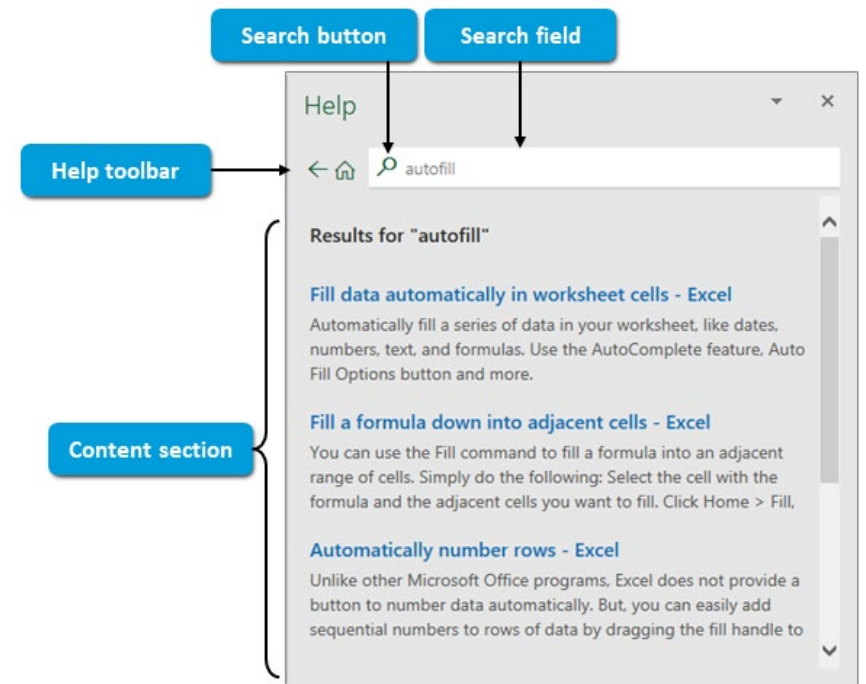 Search button
Search field
Help
Help toolbar
autofill
Results for "autofill"
Fill data automatically in worksheet cells - Excel
Automatically fill a series of data in your worksheet, like dates,
numbers, text, and formulas. Use the AutoComplete feature, Auto
Fill Options button and more.
Fill a formula down into adjacent cells - Excel
Content section
You can use the Fill command to fill a formula into an adjacent
range of cells. Simply do the following: Select the cell with the
formula and the adjacent cells you want to fill. Click Home > Fill,
Automatically number rows - Excel
Unlike other Microsoft Office programs, Excel does not provide a
button to number data automatically. But, you can easily add
sequential numbers to rows of data by dragging the fill handle to